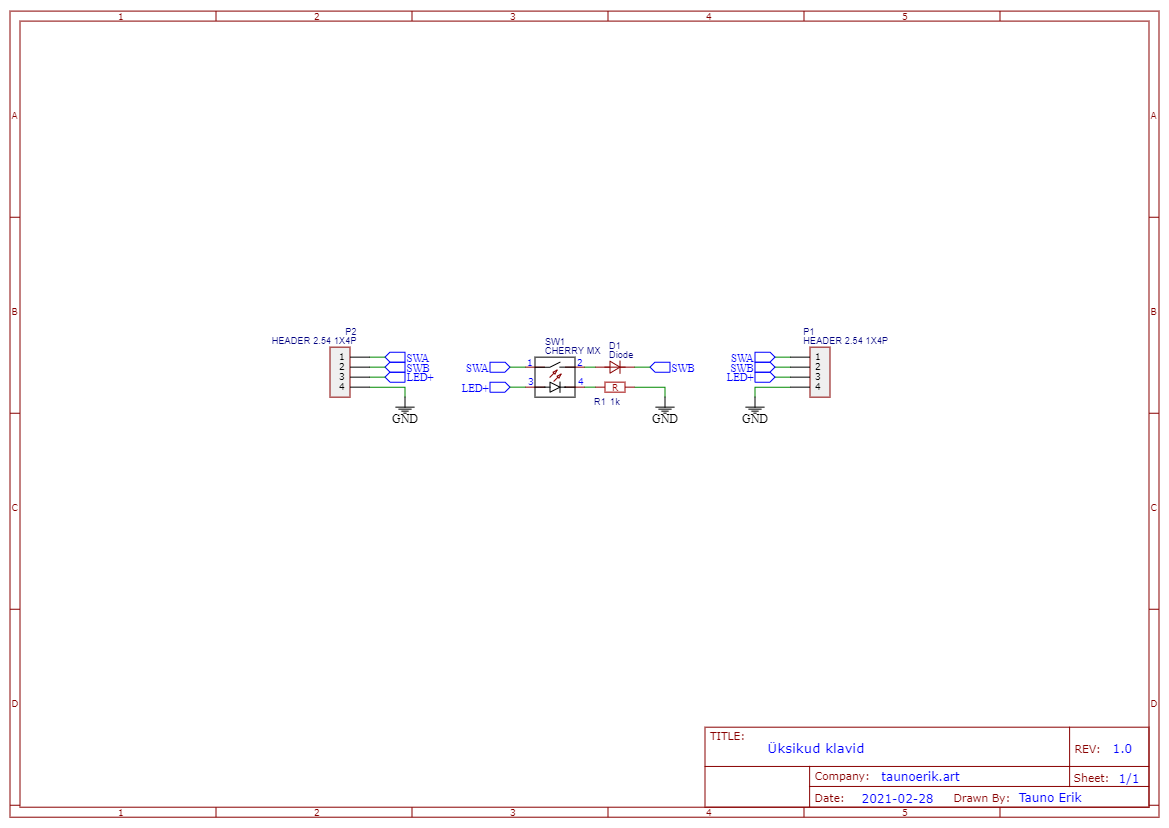 1 2 3 4 5
A A
B B
P2
HEADER 2.54 1X4P
1 SWA
2 SWB
3 LED+
4
GND
SW1
CHERRY MX
D1
Diode
SWA 1 2 SWB
LED+ 3 4 R
R1 1k
GND
P1
HEADER 2.54 1X4P
SWA 1
SWB 2
LED+ 3
4
GND
C C
D D
TITLE:
Üksikud klavid
REV: 1.0
Company: taunoerik.art
Sheet: 1/1
Date: 2021-02-28 Drawn By: Tauno Erik
1 2 3 4 5